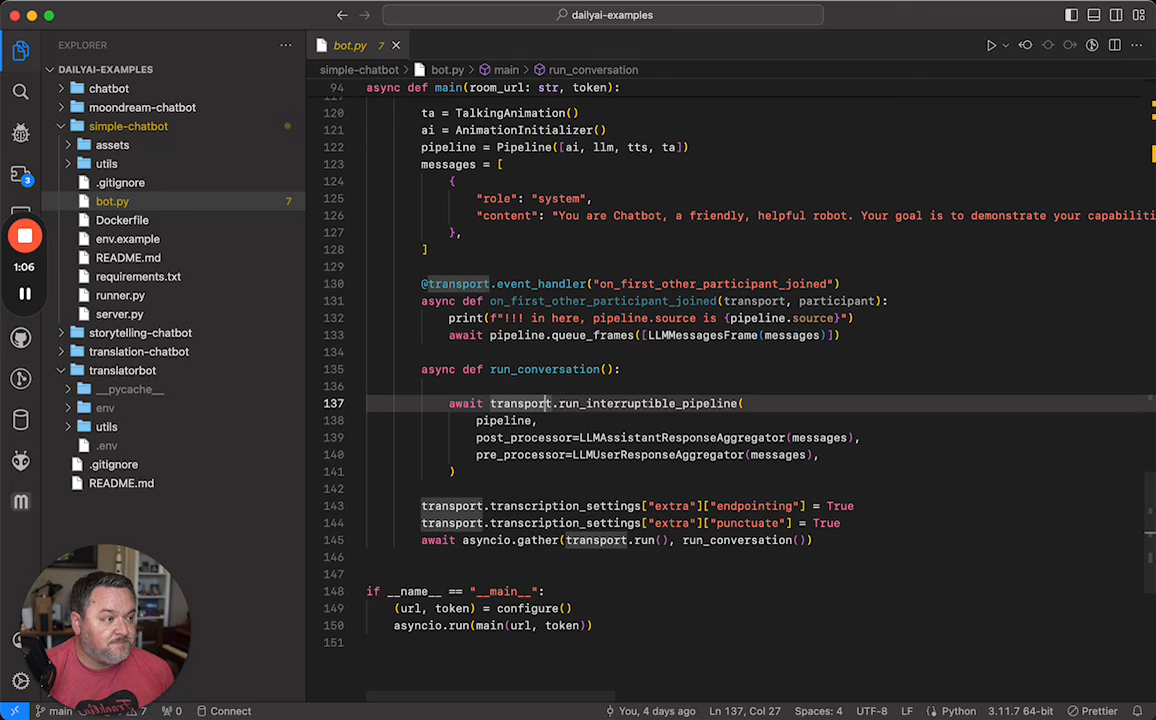 dailyai-examples
EXPLORER
DAILYAI-EXAMPLES
chatbot
moondream-chatbot
simple-chatbot
assets
utils
.gitignore
bot.py 7
Dockerfile
env.example
README.md
requirements.txt
runner.py
server.py
storytelling-chatbot
translation-chatbot
translatorbot
__pycache__
env
utils
.env
.gitignore
README.md
3
1:06
bot.py 7
simple-chatbot > bot.py > main > run_conversation
94 async def main(room_url: str, token):
120 ta = TalkingAnimation()
121 ai = AnimationInitializer()
122 pipeline = Pipeline([ai, llm, tts, ta])
123 messages = [
124 {
125 "role": "system",
126 "content": "You are Chatbot, a friendly, helpful robot. Your goal is to demonstrate your capabiliti
127 },
128 ]
129
130 @transport.event_handler("on_first_other_participant_joined")
131 async def on_first_other_participant_joined(transport, participant):
132 print(f"!!! in here, pipeline.source is {pipeline.source}")
133 await pipeline.queue_frames([LLMMessagesFrame(messages)])
134
135 async def run_conversation():
136
137 await transport.run_interruptible_pipeline(
138 pipeline,
139 post_processor=LLMAssistantResponseAggregator(messages),
140 pre_processor=LLMUserResponseAggregator(messages),
141 )
142
143 transport.transcription_settings["extra"]["endpointing"] = True
144 transport.transcription_settings["extra"]["punctuate"] = True
145 await asyncio.gather(transport.run(), run_conversation())
146
147
148 if __name__ == "__main__":
149 (url, token) = configure()
150 asyncio.run(main(url, token))
151
main 7 0 Connect You, 4 days ago Ln 137, Col 27 Spaces: 4 UTF-8 LF Python 3.11.7 64-bit Prettier